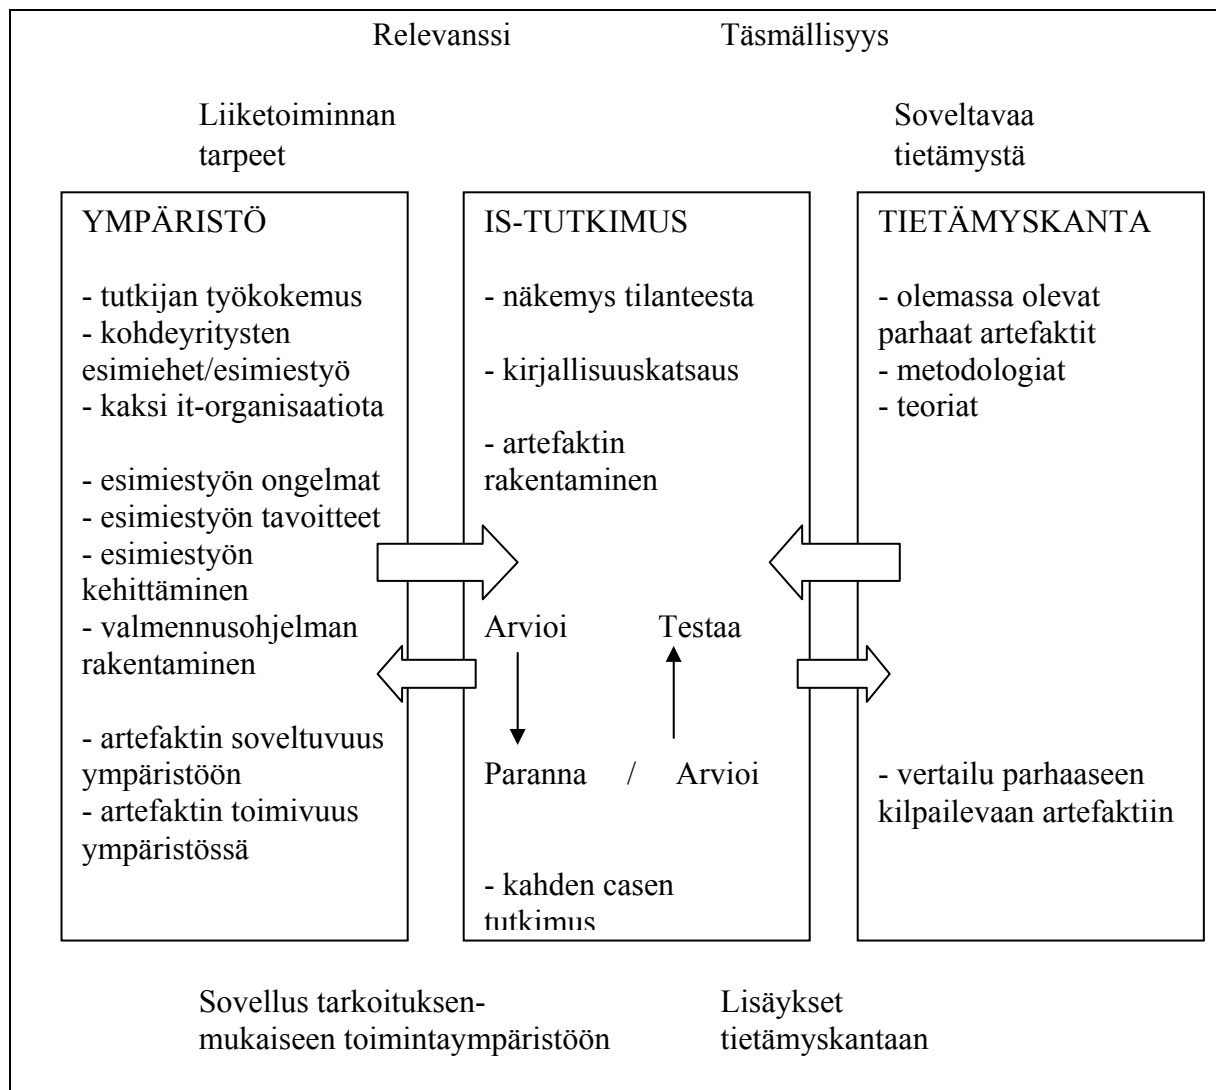 Relevanssi Täsmällisyys
Liiketoiminnan
tarpeet
Soveltavaa
tietämystä
YMPÄRISTÖ
- tutkijan työkokemus
- kohdeyritysten
esimiehet/esimiestyö
- kaksi it-organisaatiota
- esimiestyön ongelmat
- esimiestyön tavoitteet
- esimiestyön
kehittäminen
- valmennusohjelman
rakentaminen
- artefaktin soveltuvuus
ympäristöön
- artefaktin toimivuus
ympäristössä
IS-TUTKIMUS
- näkemys tilanteesta
- kirjallisuuskatsaus
- artefaktin
rakentaminen
Arvioi Testaa
Paranna / Arvioi
- kahden casen
tutkimus
TIETÄMYSKANTA
- olemassa olevat
parhaat artefaktit
- metodologiat
- teoriat
- vertailu parhaaseen
kilpailevaan artefaktiin
Sovellus tarkoituksen-
mukaiseen toimintaympäristöön
Lisäykset
tietämyskantaan